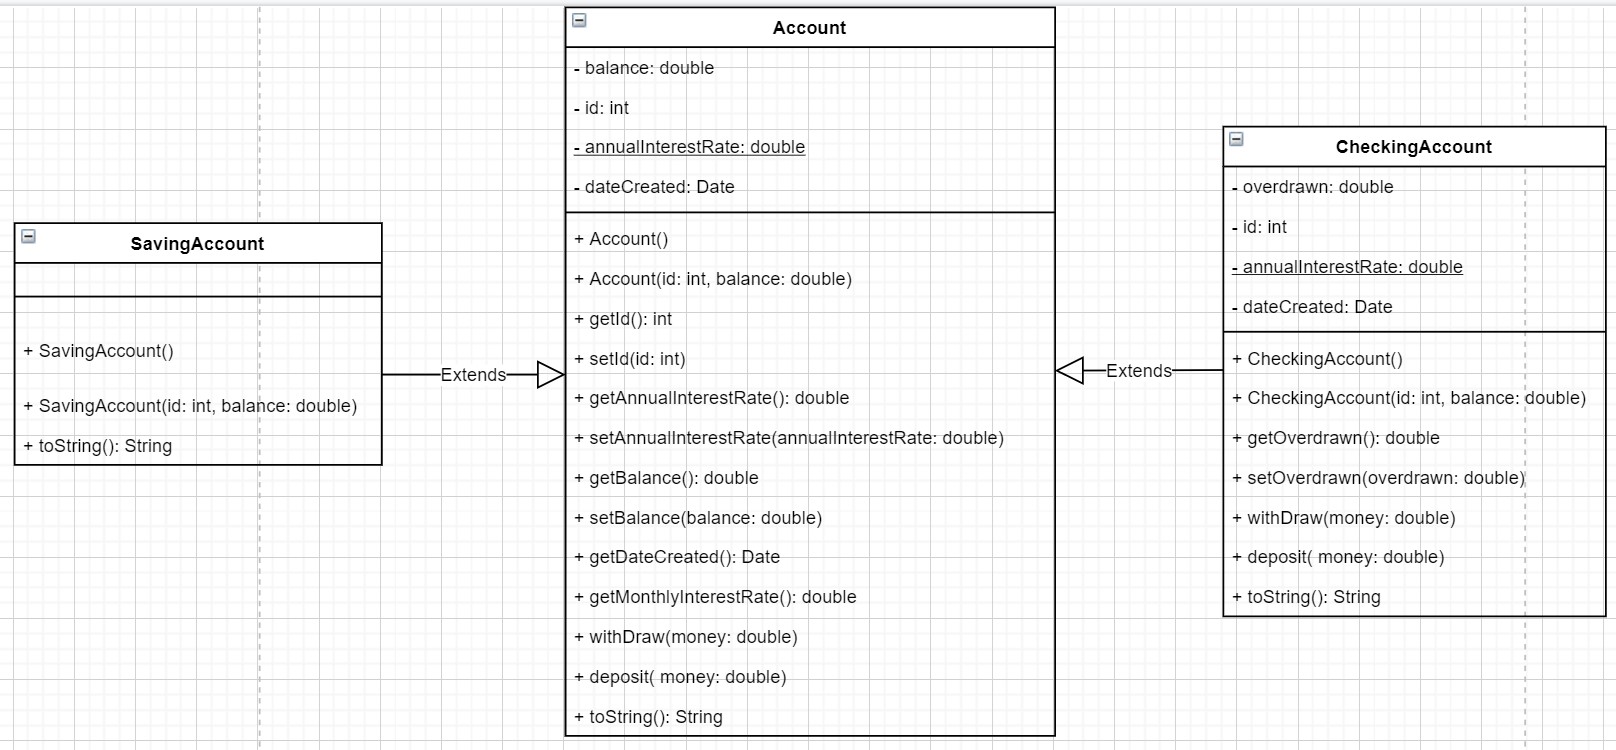 SavingAccount
+ SavingAccount()
+ SavingAccount(id: int, balance: double)
+ toString(): String
Extends
Account
- balance: double
- id: int
- annualInterestRate: double
- dateCreated: Date
+ Account()
+ Account(id: int, balance: double)
+ getId(): int
+ setId(id: int)
+ getAnnualInterestRate(): double
+ setAnnualInterestRate(annualInterestRate: double)
+ getBalance(): double
+ setBalance(balance: double)
+ getDateCreated(): Date
+ getMonthlyInterestRate(): double
+ withDraw(money: double)
+ deposit( money: double)
+ toString(): String
Extends
CheckingAccount
- overdrawn: double
- id: int
- annualInterestRate: double
- dateCreated: Date
+ CheckingAccount()
+ CheckingAccount(id: int, balance: double)
+ getOverdrawn(): double
+ setOverdrawn(overdrawn: double)
+ withDraw(money: double)
+ deposit( money: double)
+ toString(): String